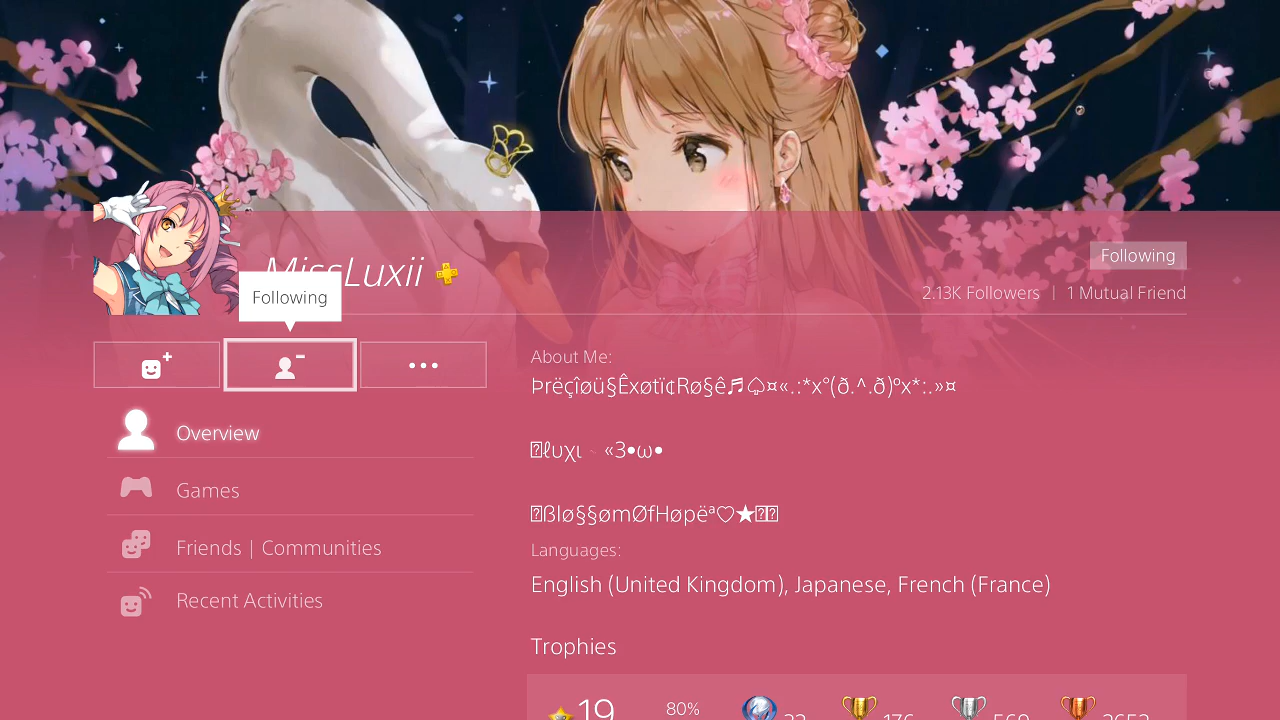 Following
MissLuxii
Following
2.13K Followers | 1 Mutual Friend
About Me:
Þrëçîøü§Êxøtï¢Rø§ê♬♤¤«.:*x°(ð.^.ð)ºx*:.»¤
ℓυχι ~ «3•ω•
ßlø§§ømØfHøpëª♡★
Languages:
English (United Kingdom), Japanese, French (France)
Trophies
19
80%
Overview
Games
Friends | Communities
Recent Activities